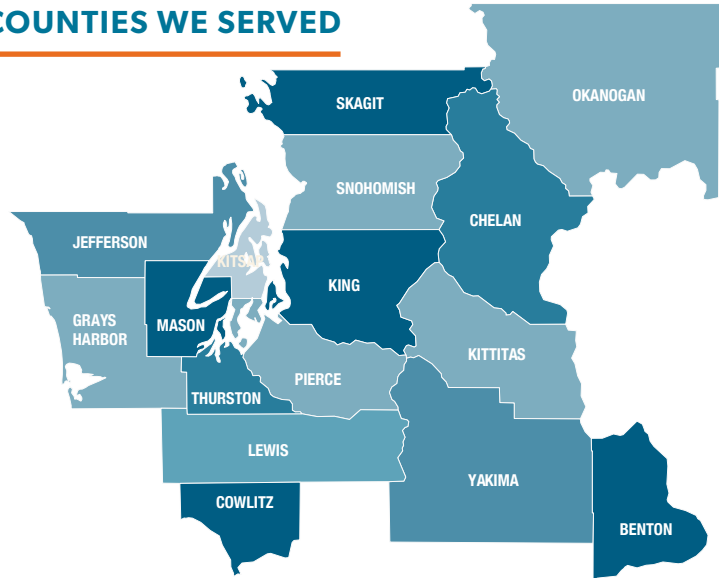 COUNTIES WE SERVED
SKAGIT
OKANOGAN
SNOHOMISH
CHELAN
JEFFERSON
KITSAP
KING
GRAYS
HARBOR
MASON
KITTITAS
PIERCE
THURSTON
LEWIS
YAKIMA
COWLITZ
BENTON